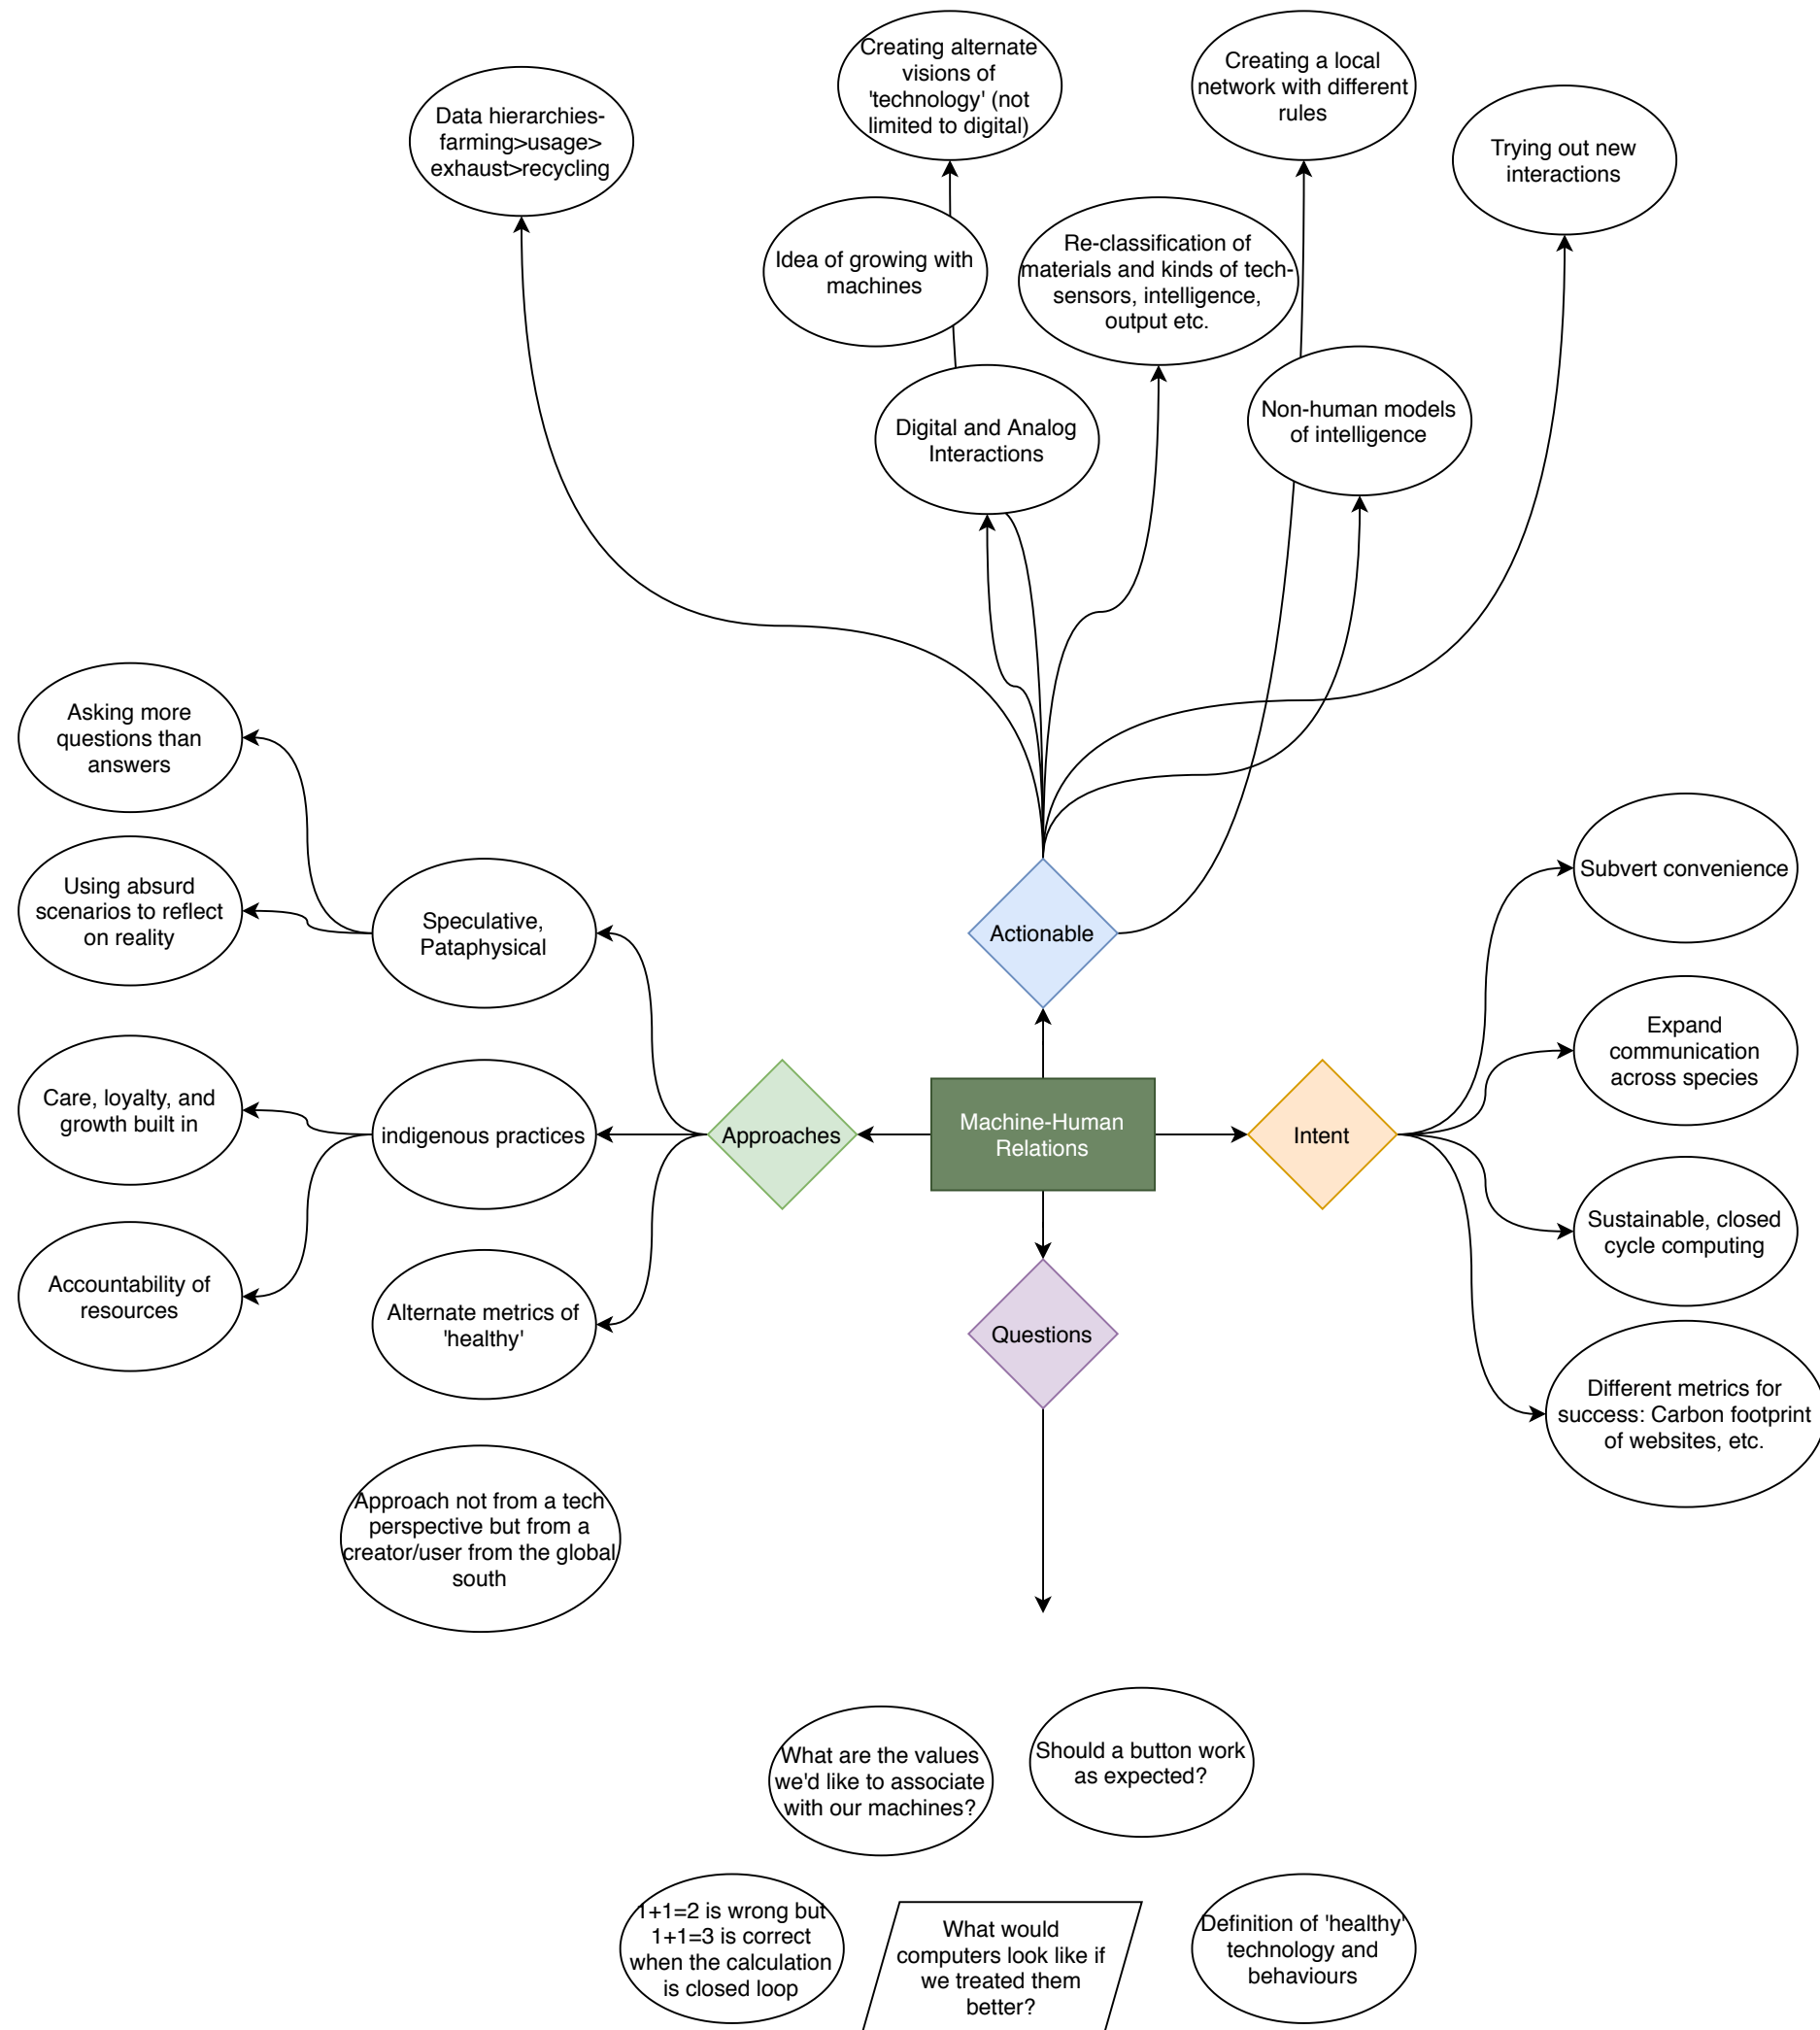 Creating alternate
visions of
'technology' (not
limited to digital)
Creating a local
network with different
rules
Data hierarchies-
farming>usage>
exhaust>recycling
Trying out new
interactions
Idea of growing with
machines
Re-classification of
materials and kinds of tech-
sensors, intelligence,
output etc.
Digital and Analog
Interactions
Non-human models
of intelligence
Asking more
questions than
answers
Using absurd
scenarios to reflect
on reality
Speculative,
Pataphysical
Actionable
Subvert convenience
Expand
communication
across species
Care, loyalty, and
growth built in
indigenous practices
Approaches
Machine-Human
Relations
Intent
Sustainable, closed
cycle computing
Accountability of
resources
Alternate metrics of
'healthy'
Questions
Different metrics for
success: Carbon footprint
of websites, etc.
Approach not from a tech
perspective but from a
creator/user from the global
south
What are the values
we'd like to associate
with our machines?
Should a button work
as expected?
1+1=2 is wrong but
1+1=3 is correct
when the calculation
is closed loop
What would
computers look like if
we treated them
better?
Definition of 'healthy'
technology and
behaviours